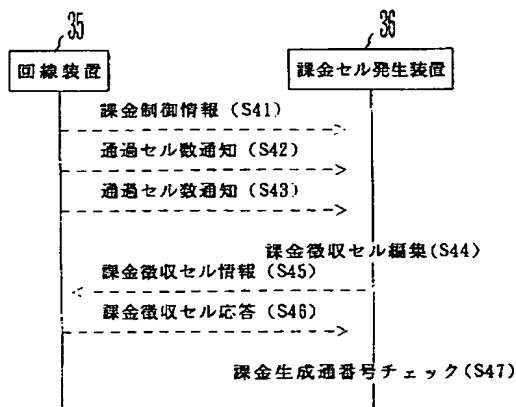 35
36
回線装置
課金セル発生装置
課金制御情報(S41)
通過セル数通知(S42)
通過セル数通知(S43)
課金徴収セル編集(S44)
課金徴収セル情報(S45)
課金徴収セル応答(S46)
課金生成通番号チェック(S47)